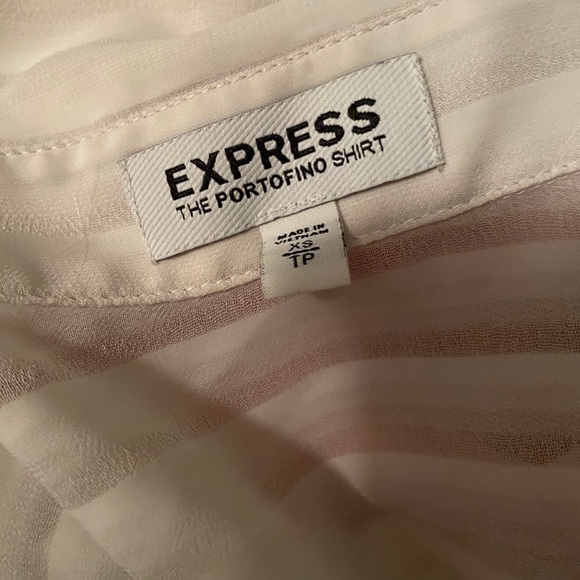 EXPRESS
THE PORTOFINO SHIRT
MADE IN
VIETNAM
XS
TP